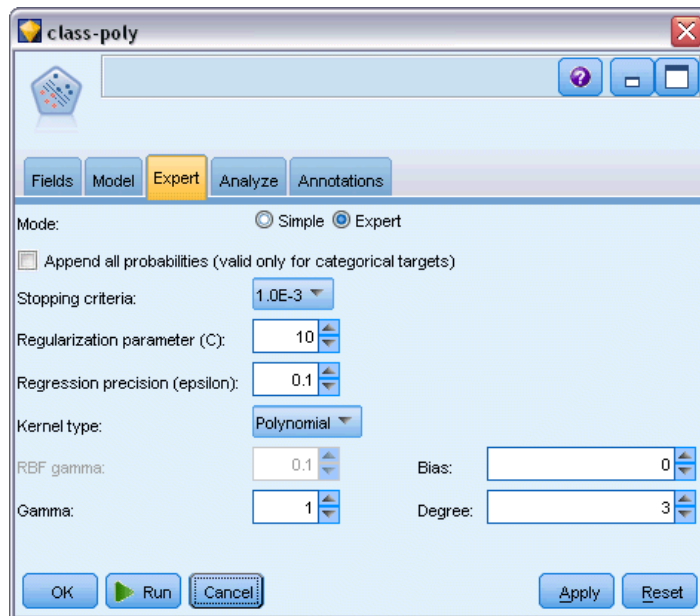 class-poly
Fields Model Expert Analyze Annotations
Mode: Simple Expert
Append all probabilities (valid only for categorical targets)
Stopping criteria: 1.0E-3
Regularization parameter (C): 10
Regression precision (epsilon): 0.1
Kernel type: Polynomial
RBF gamma: 0.1 Bias: 0
Gamma: 1 Degree: 3
OK Run Cancel Apply Reset